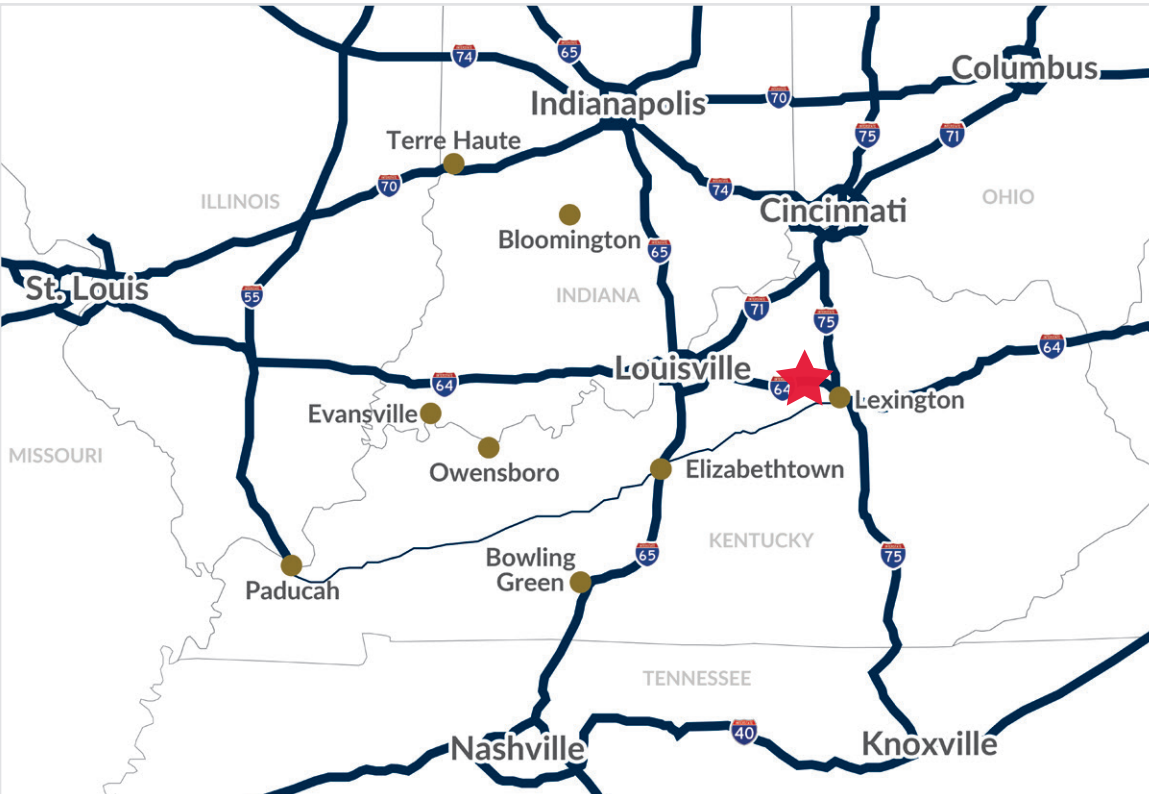 74
65
Columbus
70
Indianapolis
75
71
Terre Haute
70
74
ILLINOIS
OHIO
Cincinnati
Bloomington
65
St. Louis
55
INDIANA
71
75
64
Louisville
64
64
Lexington
Evansville
MISSOURI
Owensboro
Elizabethtown
KENTUCKY
65
75
Bowling
Green
Paducah
TENNESSEE
40
Nashville
Knoxville